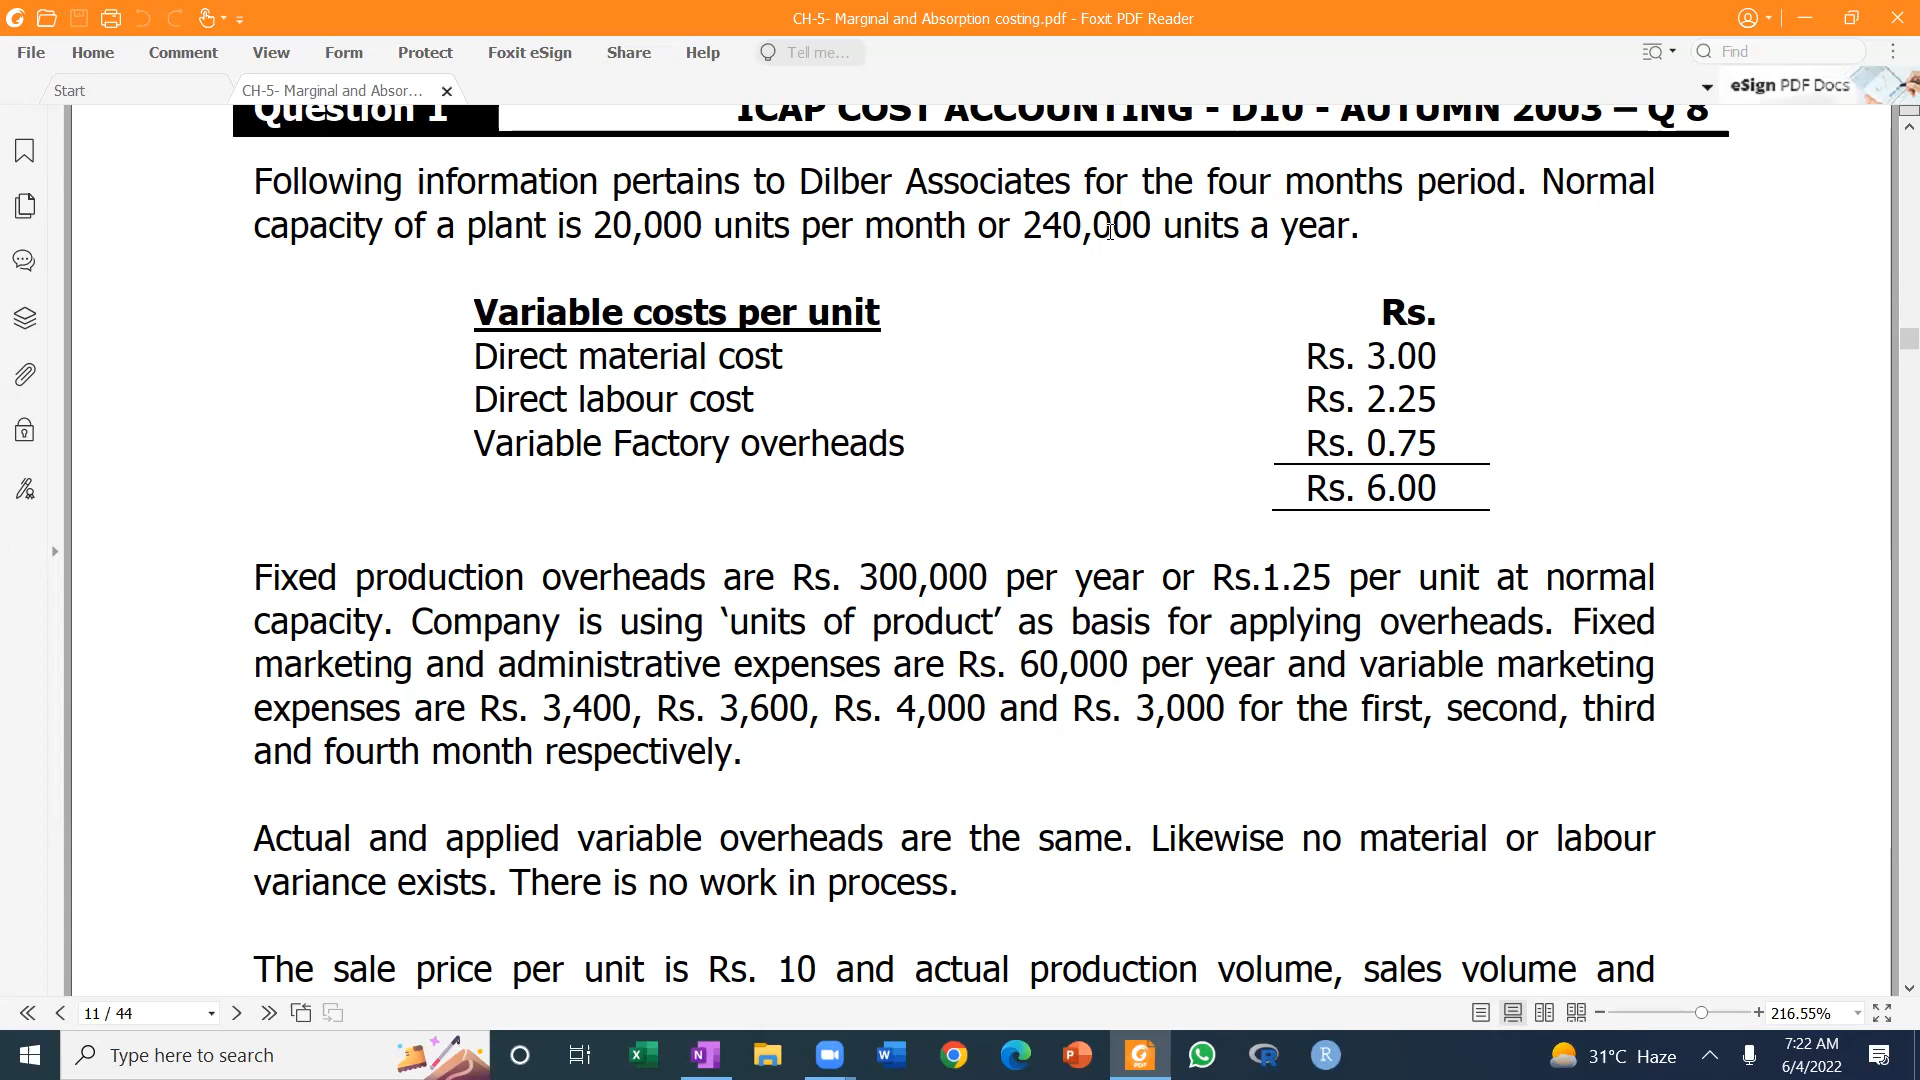 CH-5- Marginal and Absorption costing.pdf - Foxit PDF Reader
File Home Comment View Form Protect Foxit eSign Share Help Tell me... Find
Start CH-5- Marginal and Absor... eSign PDF Docs
Question 1 ICAP COST ACCOUNTING - D10 - AUTUMN 2003 – Q 8
Following information pertains to Dilber Associates for the four months period. Normal
capacity of a plant is 20,000 units per month or 240,000 units a year.
Variable costs per unit Rs.
Direct material cost Rs. 3.00
Direct labour cost Rs. 2.25
Variable Factory overheads Rs. 0.75
Rs. 6.00
Fixed production overheads are Rs. 300,000 per year or Rs.1.25 per unit at normal
capacity. Company is using ‘units of product’ as basis for applying overheads. Fixed
marketing and administrative expenses are Rs. 60,000 per year and variable marketing
expenses are Rs. 3,400, Rs. 3,600, Rs. 4,000 and Rs. 3,000 for the first, second, third
and fourth month respectively.
Actual and applied variable overheads are the same. Likewise no material or labour
variance exists. There is no work in process.
The sale price per unit is Rs. 10 and actual production volume, sales volume and
11 / 44 216.55%
Type here to search 31°C Haze 7:22 AM
6/4/2022